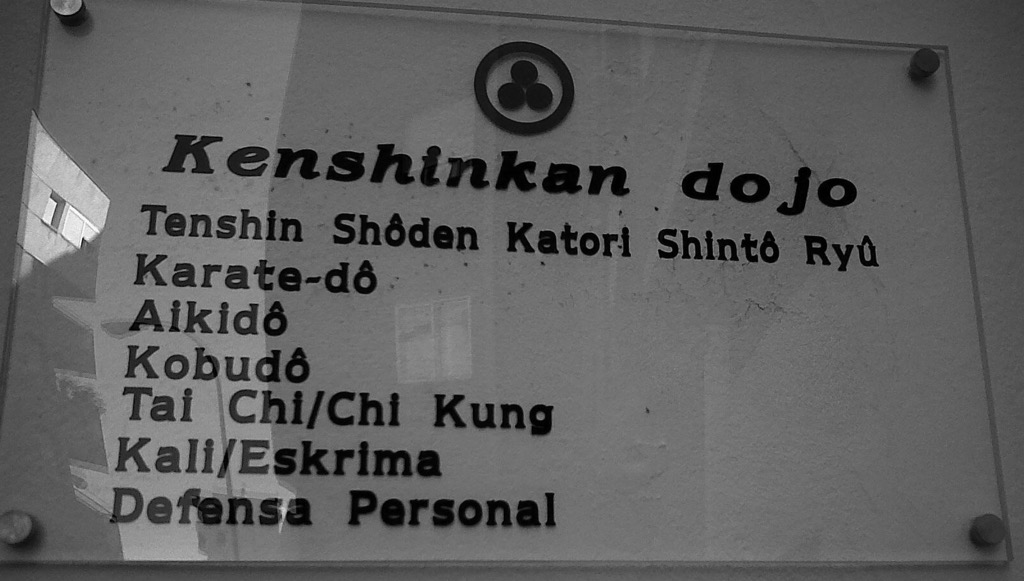 Kenshinkan dojo
Tenshin Shôden Katori Shintô Ryû
Karate-dô
Aikidô
Kobudô
Tai Chi/Chi Kung
Kali/Eskrima
Defensa Personal